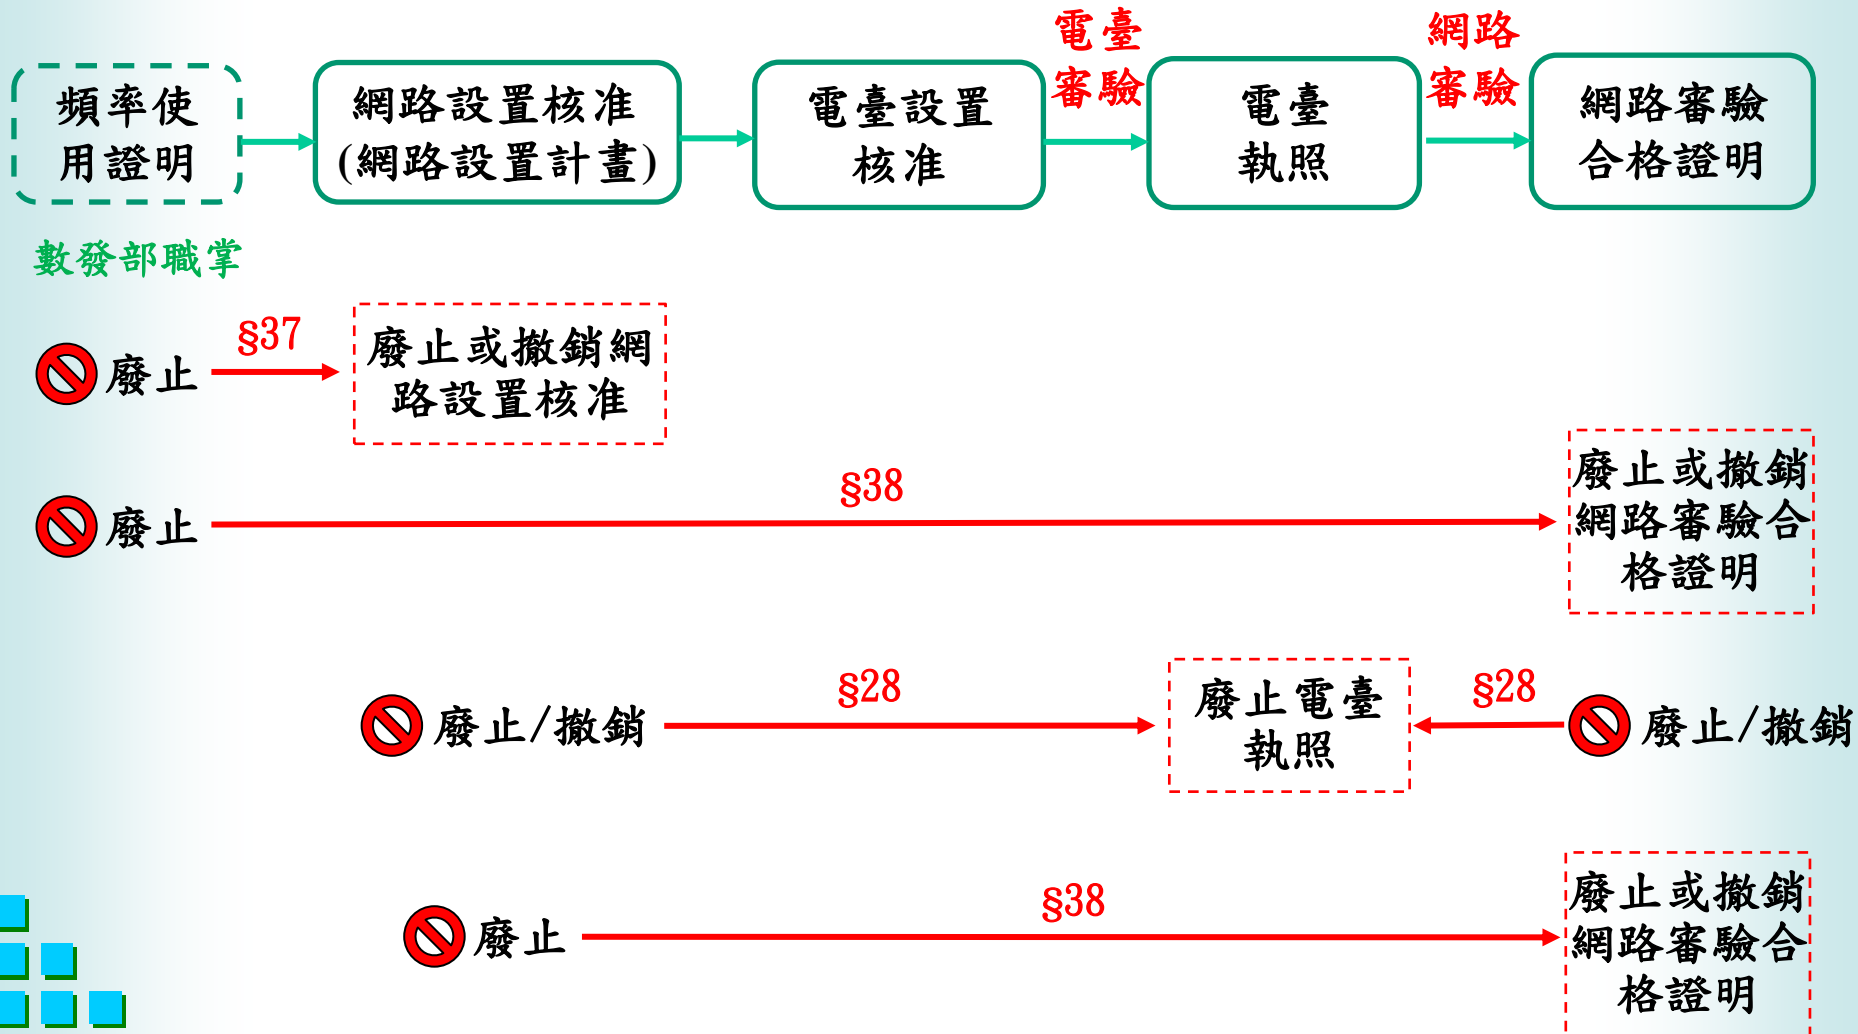 頻率使
用證明
網路設置核准
(網路設置計畫)
電臺設置
核准
電臺
審驗
電臺
執照
網路
審驗
網路審驗
合格證明
數發部職掌
廢止
§37
廢止或撤銷網
路設置核准
廢止
§38
廢止或撤銷
網路審驗合
格證明
廢止/撤銷
§28
廢止電臺
執照
§28
廢止/撤銷
廢止
§38
廢止或撤銷
網路審驗合
格證明